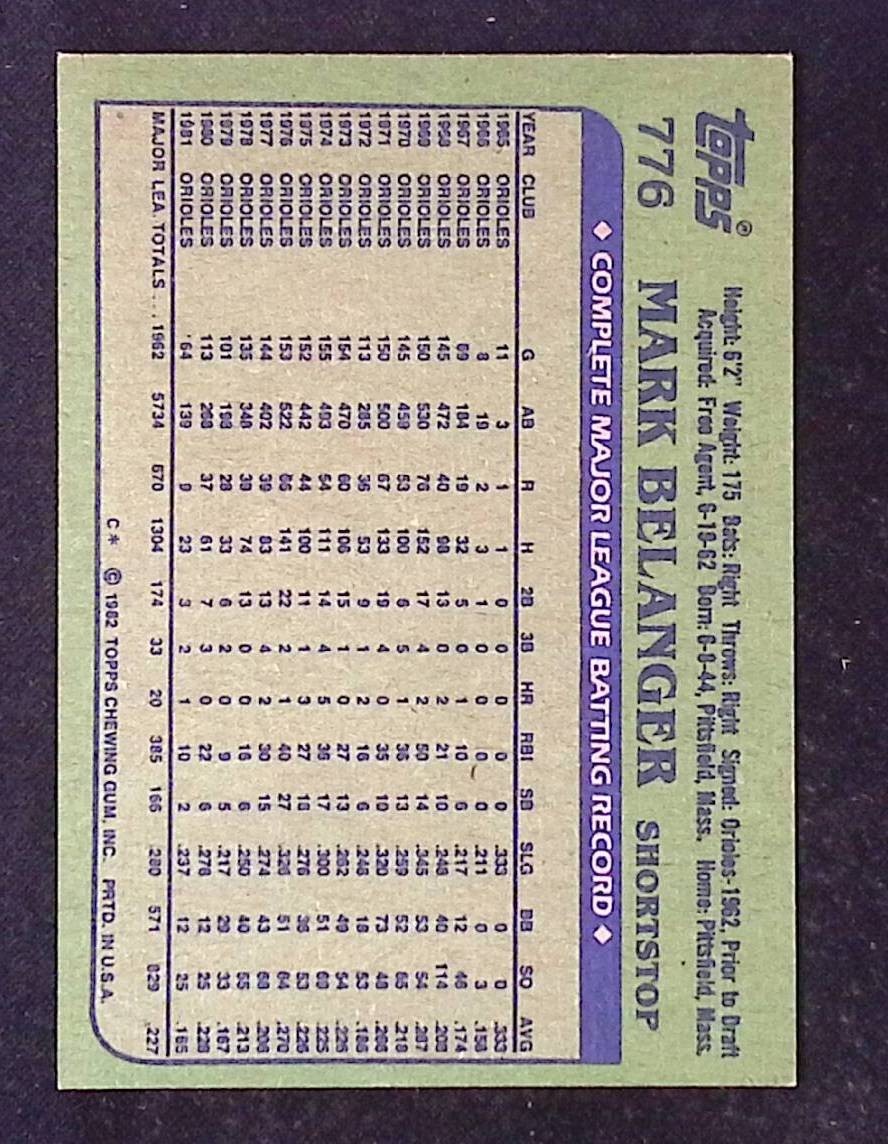 topps®
776 MARK BELANGER SHORTSTOP
Height: 6'2" Weight: 175 Bats: Right Throws: Right Signed: Orioles-1962, Prior to Draft
Acquired: Free Agent, 6-19-62 Born: 6-8-44, Pittsfield, Mass. Home: Pittsfield, Mass.
◆ COMPLETE MAJOR LEAGUE BATTING RECORD ◆
YEAR CLUB G AB R H 2B 3B HR RBI SB SLG BB SO AVG
1965 ORIOLES 11 3 1 1 0 0 0 0 0 .333 0 0 .333
1966 ORIOLES 8 19 2 3 1 0 0 0 0 .211 0 3 .158
1967 ORIOLES 69 184 19 32 5 0 1 10 6 .217 12 46 .174
1968 ORIOLES 145 472 40 98 13 0 2 21 10 .248 40 114 .208
1969 ORIOLES 150 530 76 152 17 4 2 50 14 .345 53 54 .287
1970 ORIOLES 145 459 53 100 6 5 1 36 13 .259 52 65 .218
1971 ORIOLES 150 500 67 133 19 4 0 35 10 .320 73 48 .266
1972 ORIOLES 113 285 36 53 9 1 2 16 6 .246 18 53 .186
1973 ORIOLES 154 470 60 106 15 1 0 27 13 .262 49 54 .226
1974 ORIOLES 155 493 54 111 14 4 5 36 17 .300 51 69 .225
1975 ORIOLES 152 442 44 100 11 1 3 27 16 .276 36 53 .226
1976 ORIOLES 153 522 66 141 22 2 1 40 27 .326 51 64 .270
1977 ORIOLES 144 402 39 83 13 4 2 30 15 .274 43 68 .206
1978 ORIOLES 135 348 39 74 13 0 0 16 6 .250 40 55 .213
1979 ORIOLES 101 198 28 33 6 2 0 9 5 .217 29 33 .167
1980 ORIOLES 113 268 37 61 7 3 0 22 6 .276 12 25 .228
1981 ORIOLES 64 139 9 23 3 2 1 10 2 .237 12 25 .165
MAJOR LEA. TOTALS... 1962 5734 670 1304 174 33 20 385 166 .280 571 829 .227
C* © 1982 TOPPS CHEWING GUM, INC. PRTD. IN U.S.A.